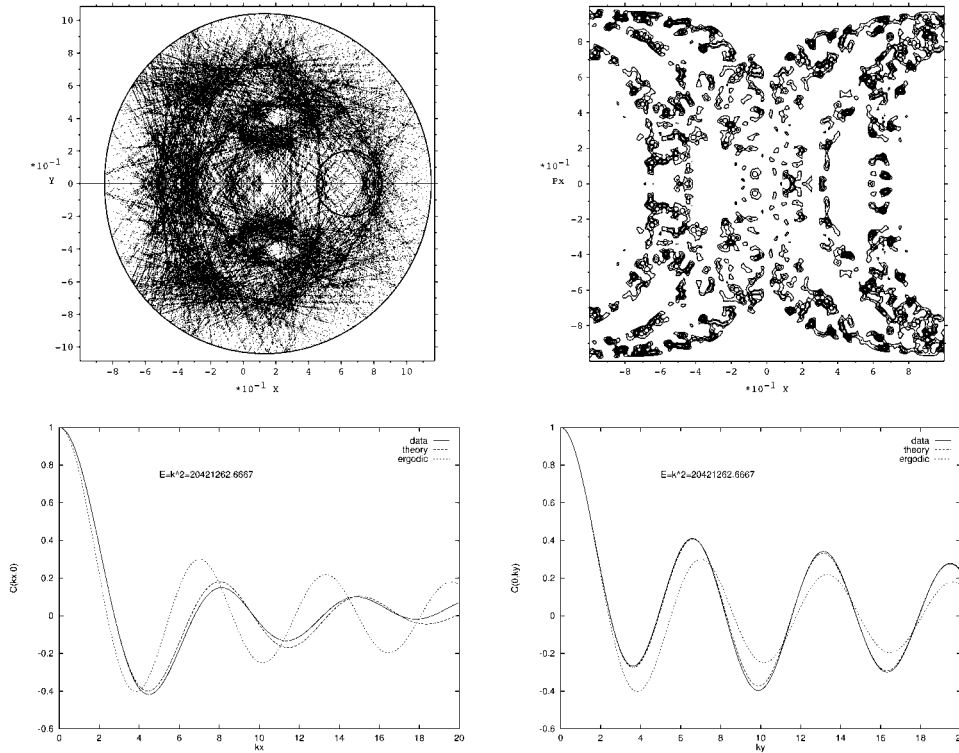 10
8
6
4
2
*10⁻¹
Y
0
-2
-4
-6
-8
-10
-8 -6 -4 -2 0 2 4 6 8 10
*10⁻¹ X
8
6
4
2
*10⁻¹
Px
0
-2
-4
-6
-8
-8 -6 -4 -2 0 2 4 6 8
*10⁻¹ X
1
0.8
0.6
0.4
0.2
0
-0.2
-0.4
-0.6
C(kx,0)
data
theory
ergodic
E=k^2=20421262.6667
0 2 4 6 8 10 12 14 16 18 20
kx
1
0.8
0.6
0.4
0.2
0
-0.2
-0.4
-0.6
C(0,ky)
data
theory
ergodic
E=k^2=20421262.6667
0 2 4 6 8 10 12 14 16 18
ky